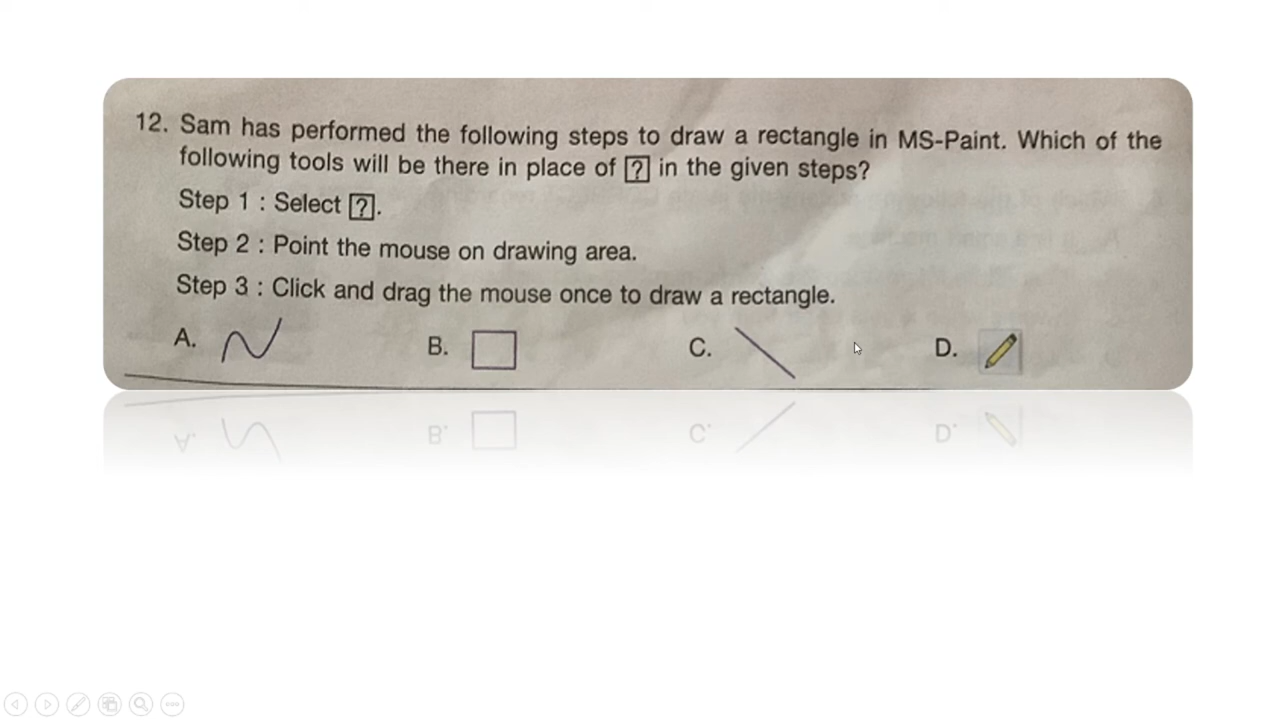 12. Sam has performed the following steps to draw a rectangle in MS-Paint. Which of the
following tools will be there in place of ? in the given steps?
Step 1 : Select ?.
Step 2 : Point the mouse on drawing area.
Step 3 : Click and drag the mouse once to draw a rectangle.
A. B. C. D.